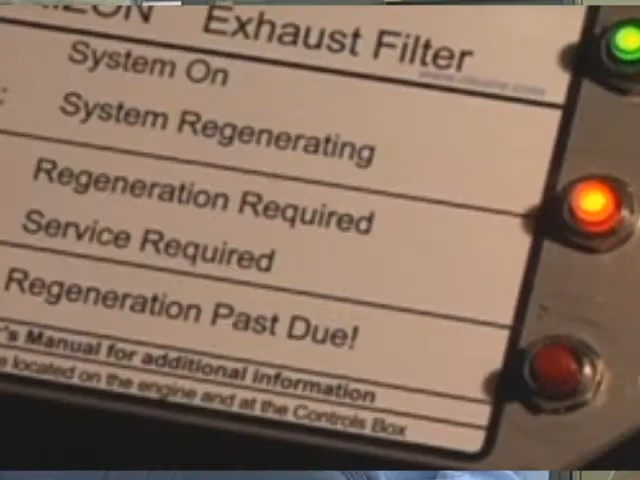 Exhaust Filter
System On
System Regenerating
Regeneration Required
Service Required
Regeneration Past Due!
's Manual for additional information
located on the engine and at the Controls Box